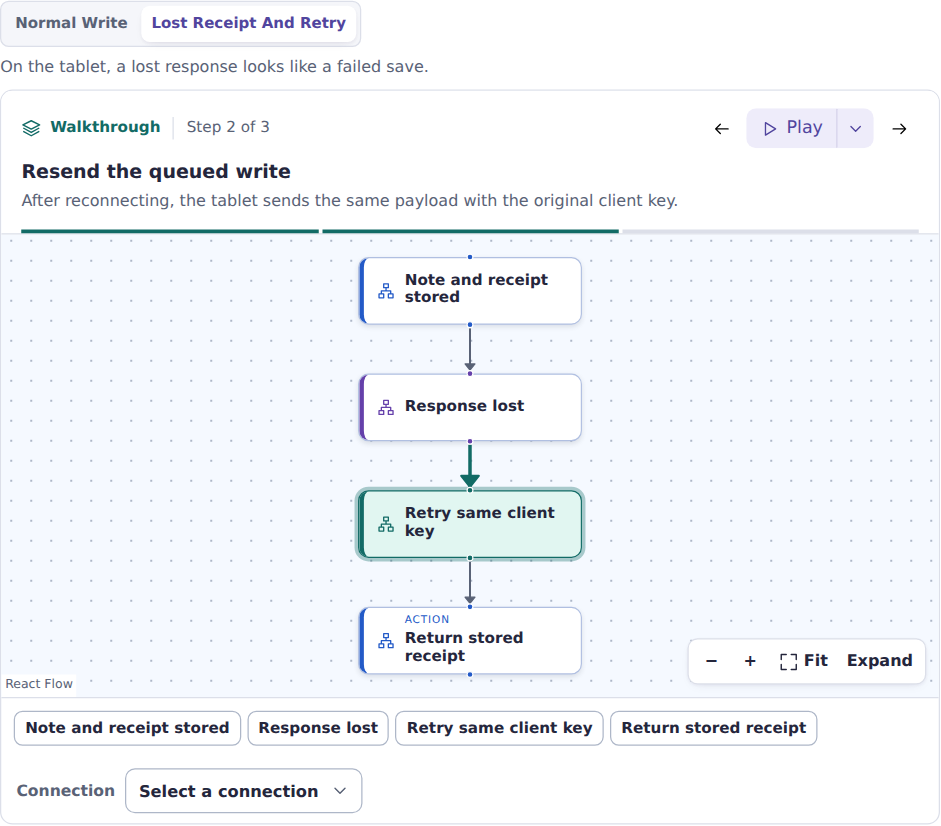 Normal Write
Lost Receipt And Retry
On the tablet, a lost response looks like a failed save.
Walkthrough
Step 2 of 3
Play
Resend the queued write
After reconnecting, the tablet sends the same payload with the original client key.
Note and receipt
stored
Response lost
Retry same client
key
ACTION
Return stored
receipt
− + Fit Expand
React Flow
Note and receipt stored
Response lost
Retry same client key
Return stored receipt
Connection
Select a connection